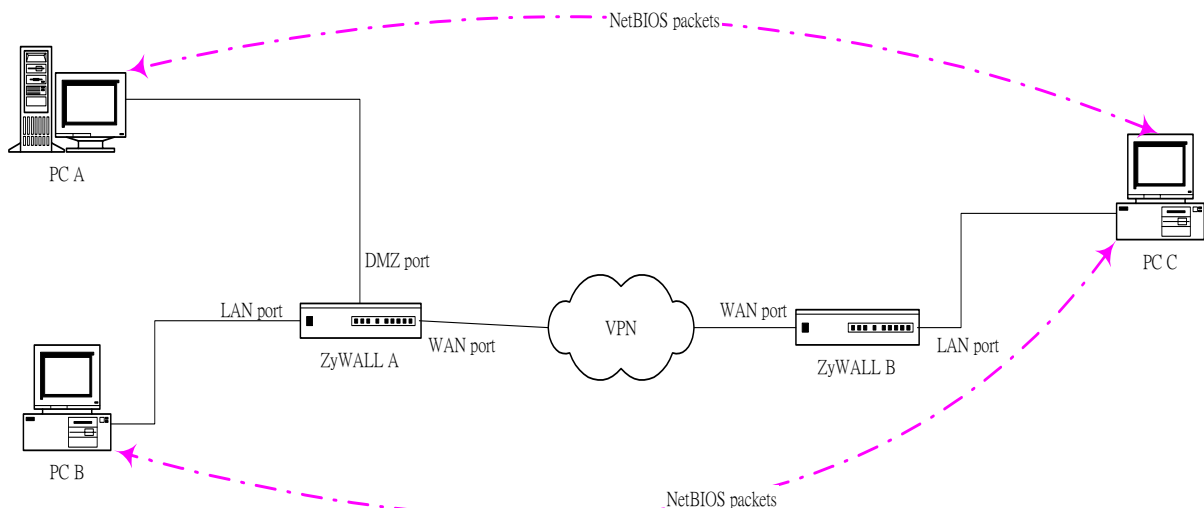 NetBIOS packets
PC A
DMZ port
LAN port
WAN port
ZyWALL A
VPN
WAN port
ZyWALL B
LAN port
PC C
PC B
NetBIOS packets